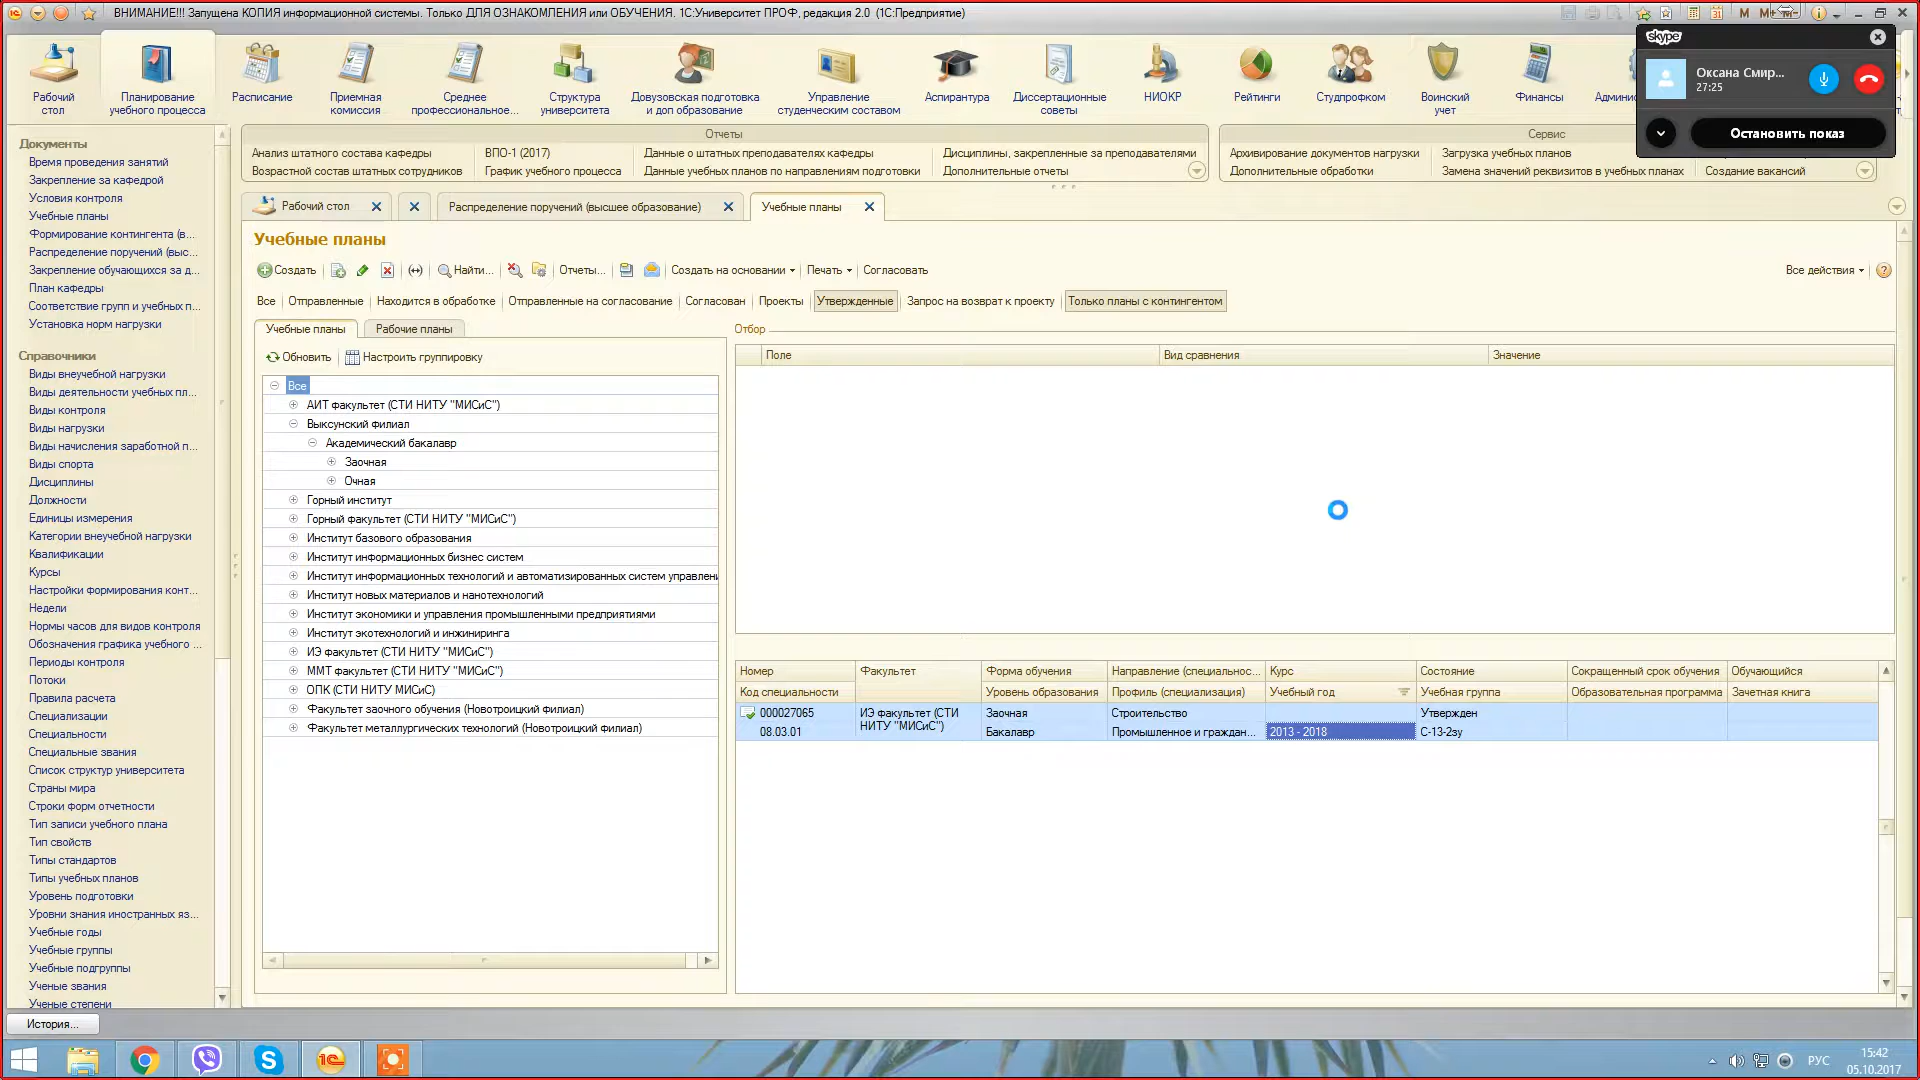 ВНИМАНИЕ!!! Запущена КОПИЯ информационной системы. Только ДЛЯ ОЗНАКОМЛЕНИЯ или ОБУЧЕНИЯ. 1С:Университет ПРОФ, редакция 2.0 (1С:Предприятие)
M M+ M-
Рабочий стол
Планирование учебного процесса
Расписание
Приемная комиссия
Среднее профессиональное...
Структура университета
Довузовская подготовка и доп образование
Управление студенческим составом
Аспирантура
Диссертационные советы
НИОКР
Рейтинги
Студпрофком
Воинский учет
Финансы
skype
Оксана Смир...
27:25
Остановить показ
Отчеты
Анализ штатного состава кафедры
ВПО-1 (2017)
Данные о штатных преподавателях кафедры
Дисциплины, закрепленные за преподавателями
Возрастной состав штатных сотрудников
График учебного процесса
Данные учебных планов по направлениям подготовки
Дополнительные отчеты
Сервис
Архивирование документов нагрузки
Загрузка учебных планов
Дополнительные обработки
Замена значений реквизитов в учебных планах
Создание вакансий
Документы
Время проведения занятий
Закрепление за кафедрой
Условия контроля
Учебные планы
Формирование контингента (в...
Распределение поручений (выс...
Закрепление обучающихся за д...
План кафедры
Соответствие групп и учебных п...
Установка норм нагрузки
Справочники
Виды внеучебной нагрузки
Виды деятельности учебных пл...
Виды контроля
Виды нагрузки
Виды начисления заработной п...
Виды спорта
Дисциплины
Должности
Единицы измерения
Категории внеучебной нагрузки
Квалификации
Курсы
Настройки формирования конт...
Недели
Нормы часов для видов контроля
Обозначения графика учебного ...
Периоды контроля
Потоки
Правила расчета
Специализации
Специальности
Специальные звания
Список структур университета
Страны мира
Строки форм отчетности
Тип записи учебного плана
Тип свойств
Типы стандартов
Типы учебных планов
Уровень подготовки
Уровни знания иностранных яз...
Учебные годы
Учебные группы
Учебные подгруппы
Ученые звания
Ученые степени
Рабочий стол
Распределение поручений (высшее образование)
Учебные планы
Учебные планы
Создать
Найти...
Отчеты...
Создать на основании
Печать
Согласовать
Все действия
Все
Отправленные
Находится в обработке
Отправленные на согласование
Согласован
Проекты
Утвержденные
Запрос на возврат к проекту
Только планы с контингентом
Учебные планы
Рабочие планы
Обновить
Настроить группировку
Все
АИТ факультет (СТИ НИТУ "МИСиС")
Выксунский филиал
Академический бакалавр
Заочная
Очная
Горный институт
Горный факультет (СТИ НИТУ "МИСиС")
Институт базового образования
Институт информационных бизнес систем
Институт информационных технологий и автоматизированных систем управлени
Институт новых материалов и нанотехнологий
Институт экономики и управления промышленными предприятиями
Институт экотехнологий и инжиниринга
ИЭ факультет (СТИ НИТУ "МИСиС")
ММТ факультет (СТИ НИТУ "МИСиС")
ОПК (СТИ НИТУ МИСиС)
Факультет заочного обучения (Новотроицкий филиал)
Факультет металлургических технологий (Новотроицкий филиал)
Отбор
Поле
Вид сравнения
Значение
Номер
Факультет
Форма обучения
Направление (специальнос...
Курс
Состояние
Сокращенный срок обучения
Обучающийся
Код специальности
Уровень образования
Профиль (специализация)
Учебный год
Учебная группа
Образовательная программа
Зачетная книга
000027065
ИЭ факультет (СТИ НИТУ "МИСиС")
Заочная
Строительство
Утвержден
08.03.01
Бакалавр
Промышленное и граждан...
2013 - 2018
С-13-2зу
История...
РУС
15:42
05.10.2017